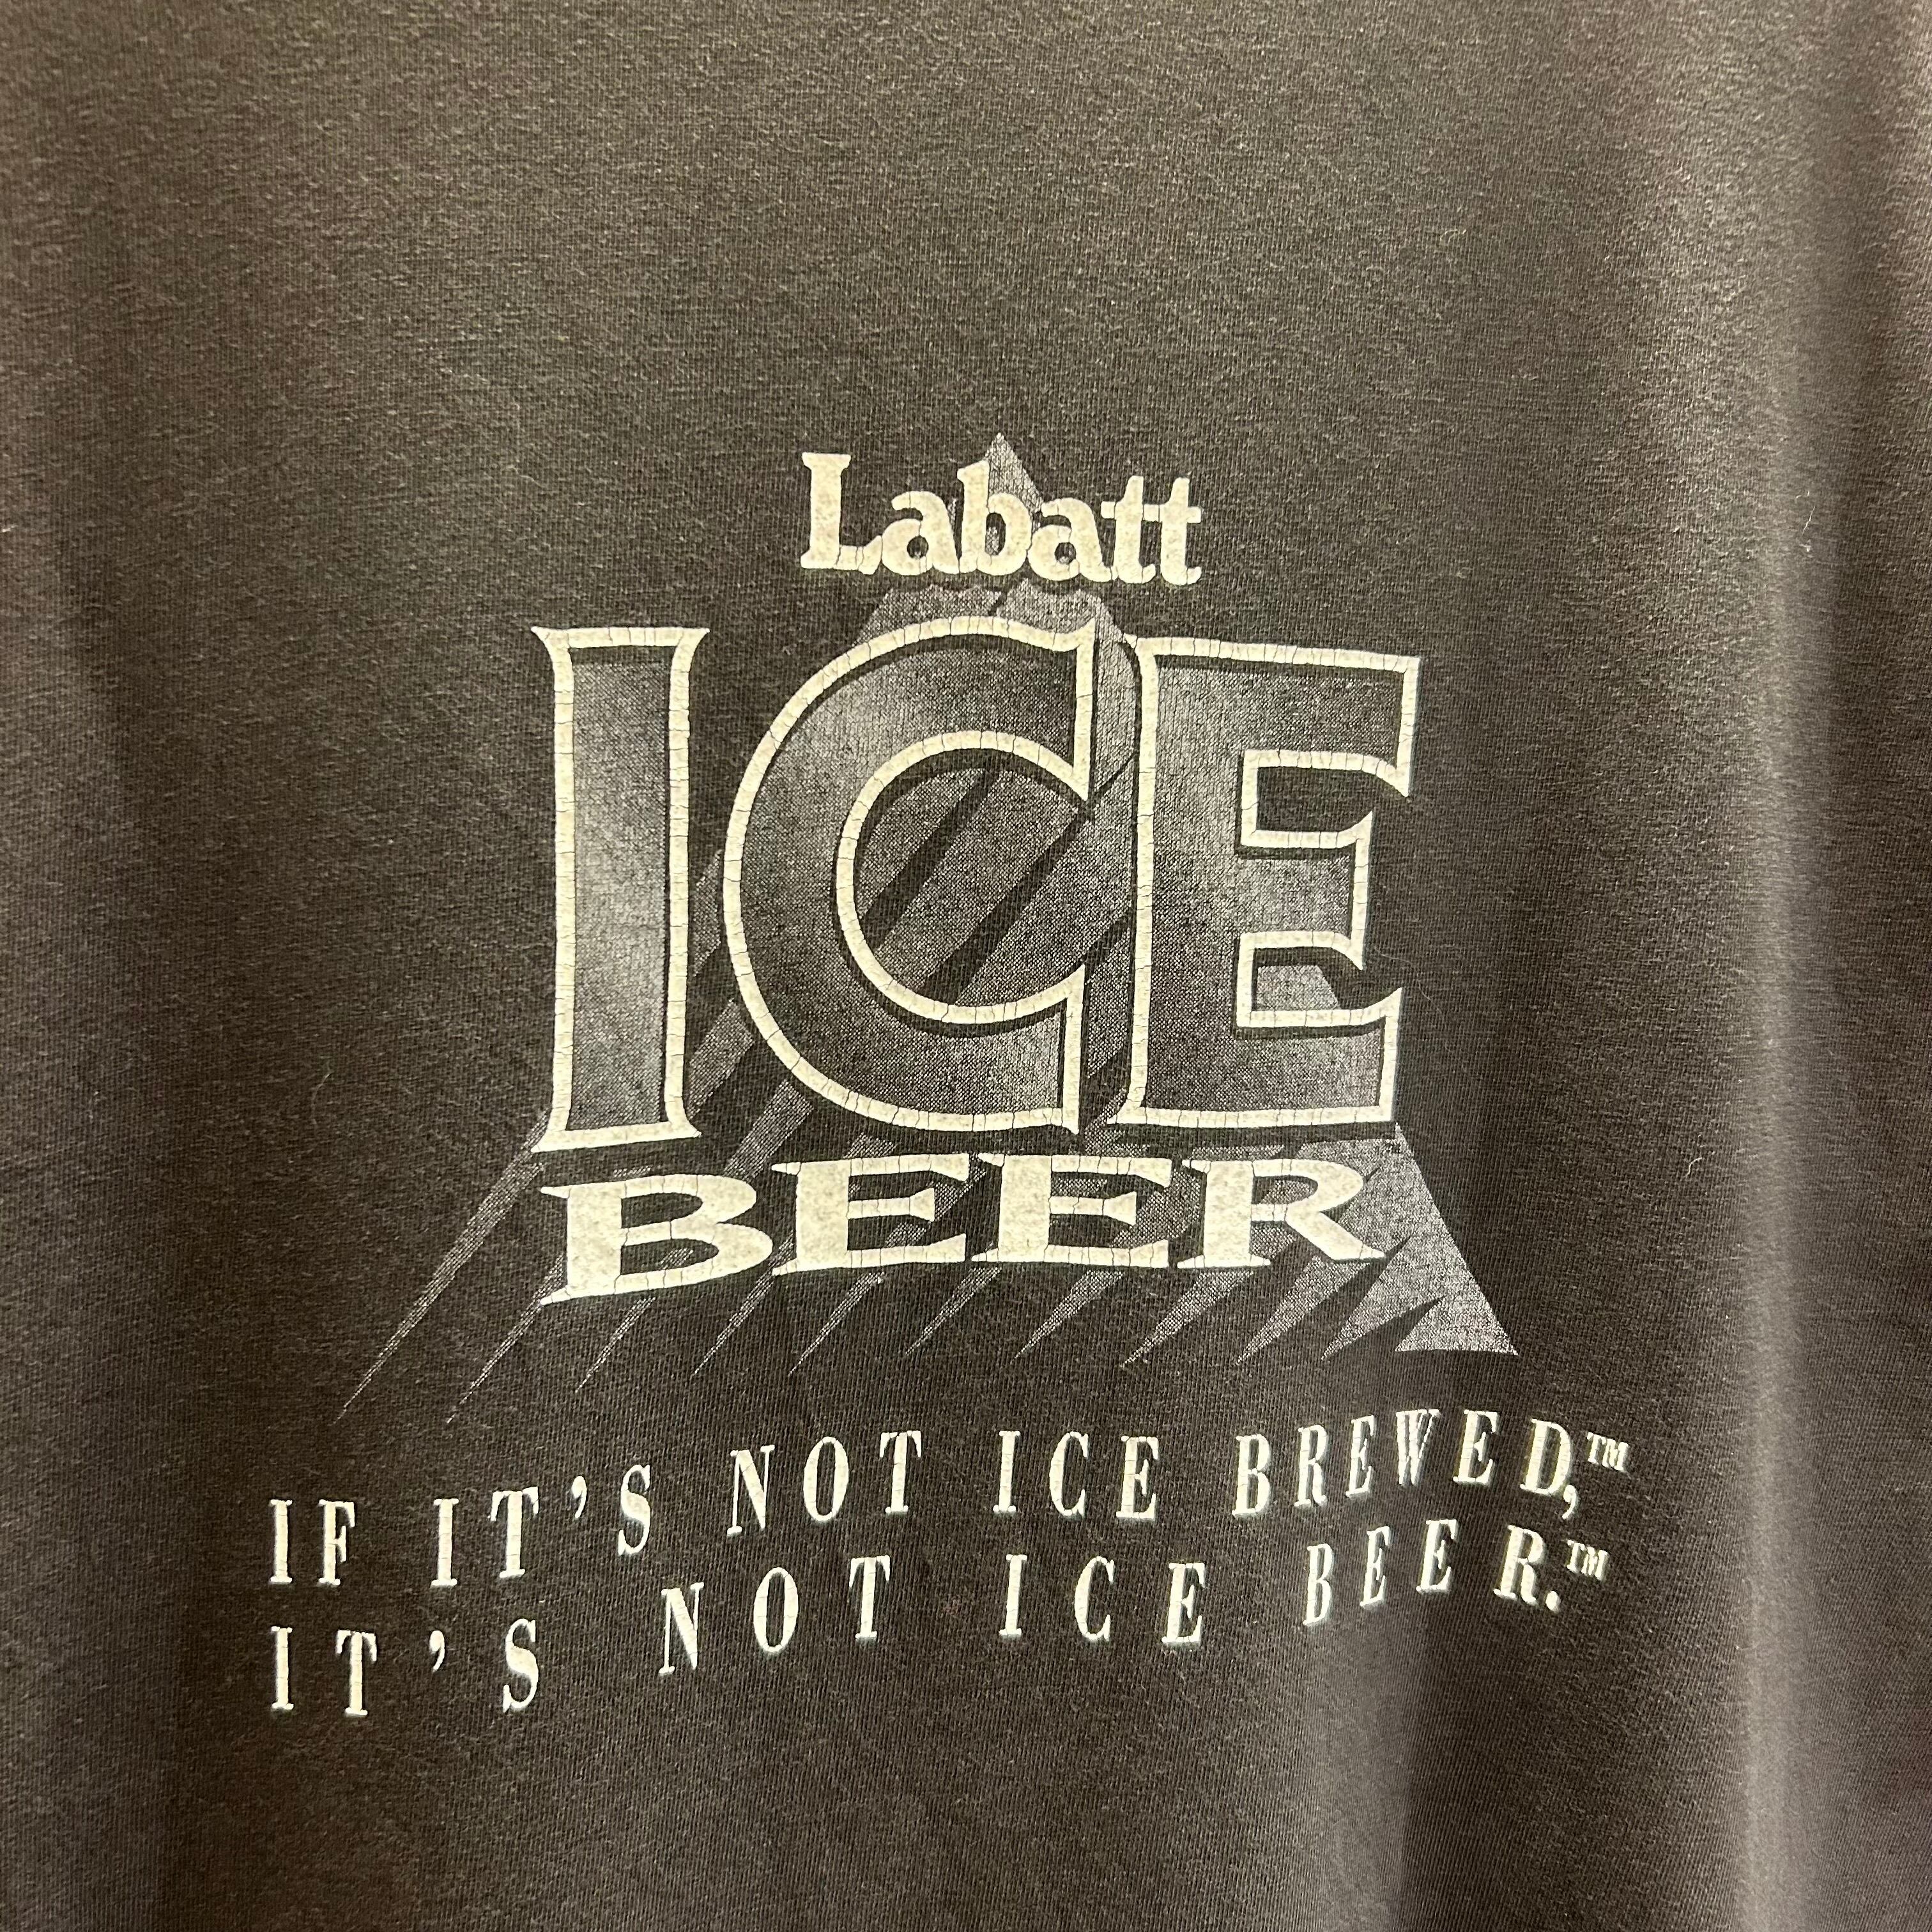 Labatt
ICE
BEER
IF IT'S NOT ICE BREWED,™
IT'S NOT ICE BEER.™